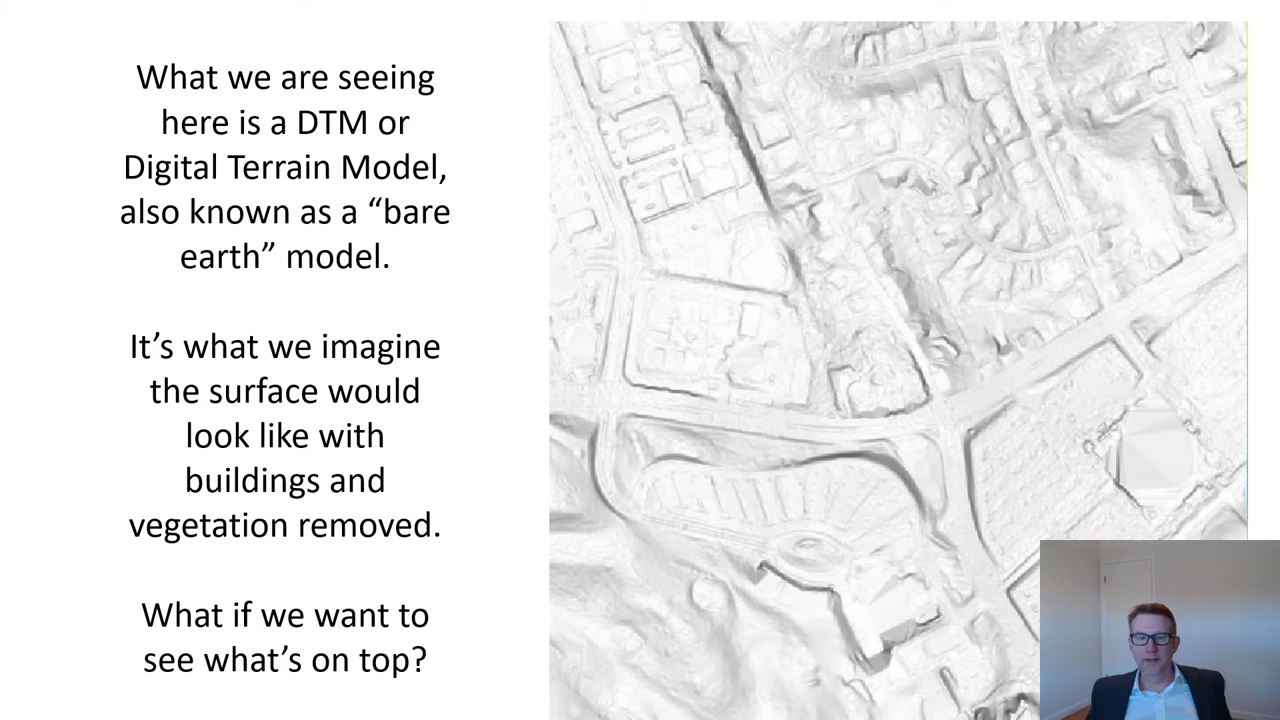 What we are seeing
here is a DTM or
Digital Terrain Model,
also known as a “bare
earth” model.
It’s what we imagine
the surface would
look like with
buildings and
vegetation removed.
What if we want to
see what’s on top?